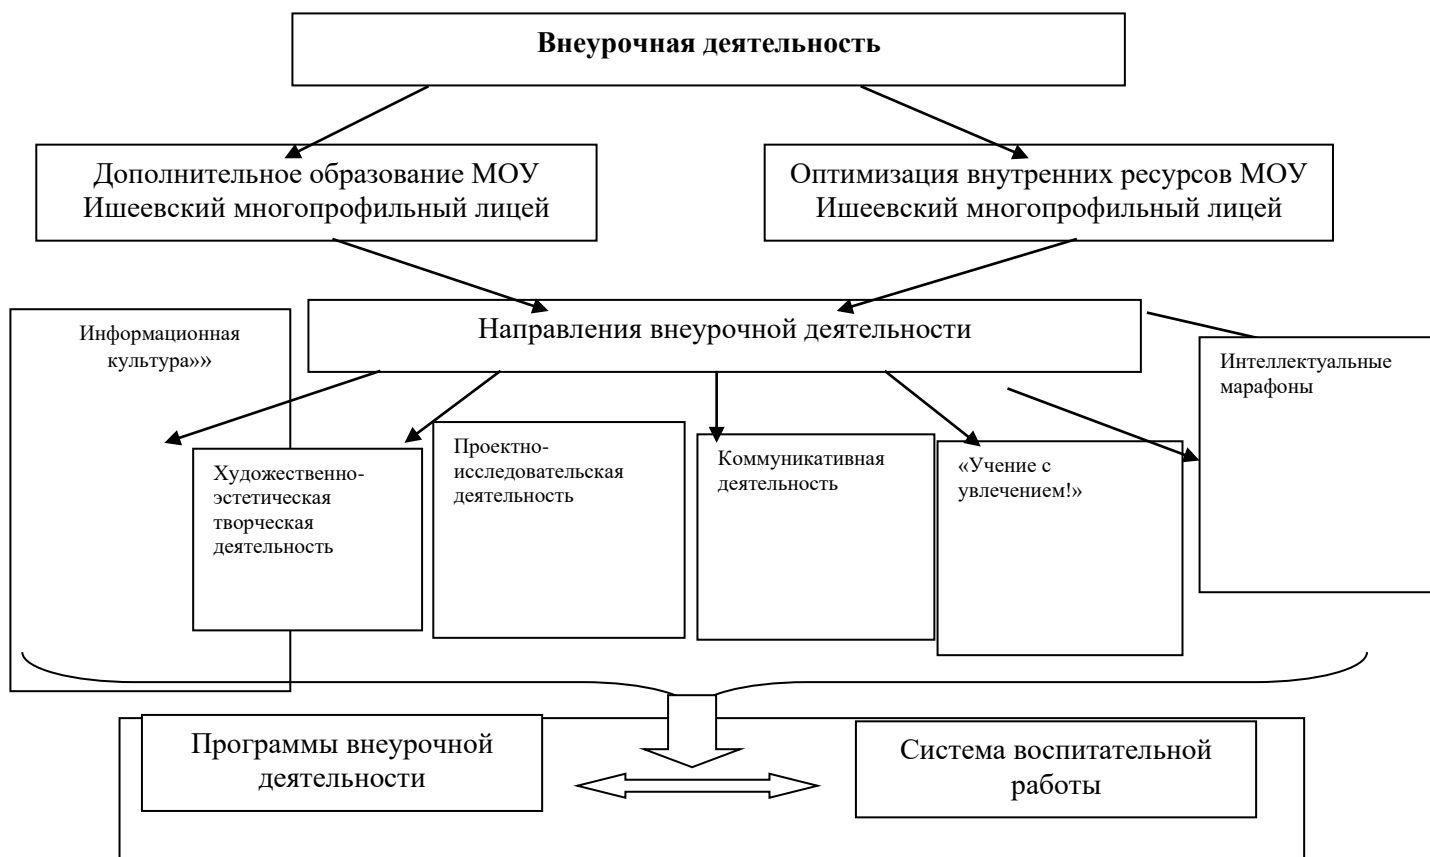 Внеурочная деятельность
Дополнительное образование МОУ
Ишеевский многопрофильный лицей
Оптимизация внутренних ресурсов МОУ
Ишеевский многопрофильный лицей
Направления внеурочной деятельности
Информационная
культура»»
Художественно-
эстетическая
творческая
деятельность
Проектно-
исследовательская
деятельность
Коммуникативная
деятельность
«Учение с
увлечением!»
Интеллектуальные
марафоны
Программы внеурочной
деятельности
Система воспитательной
работы